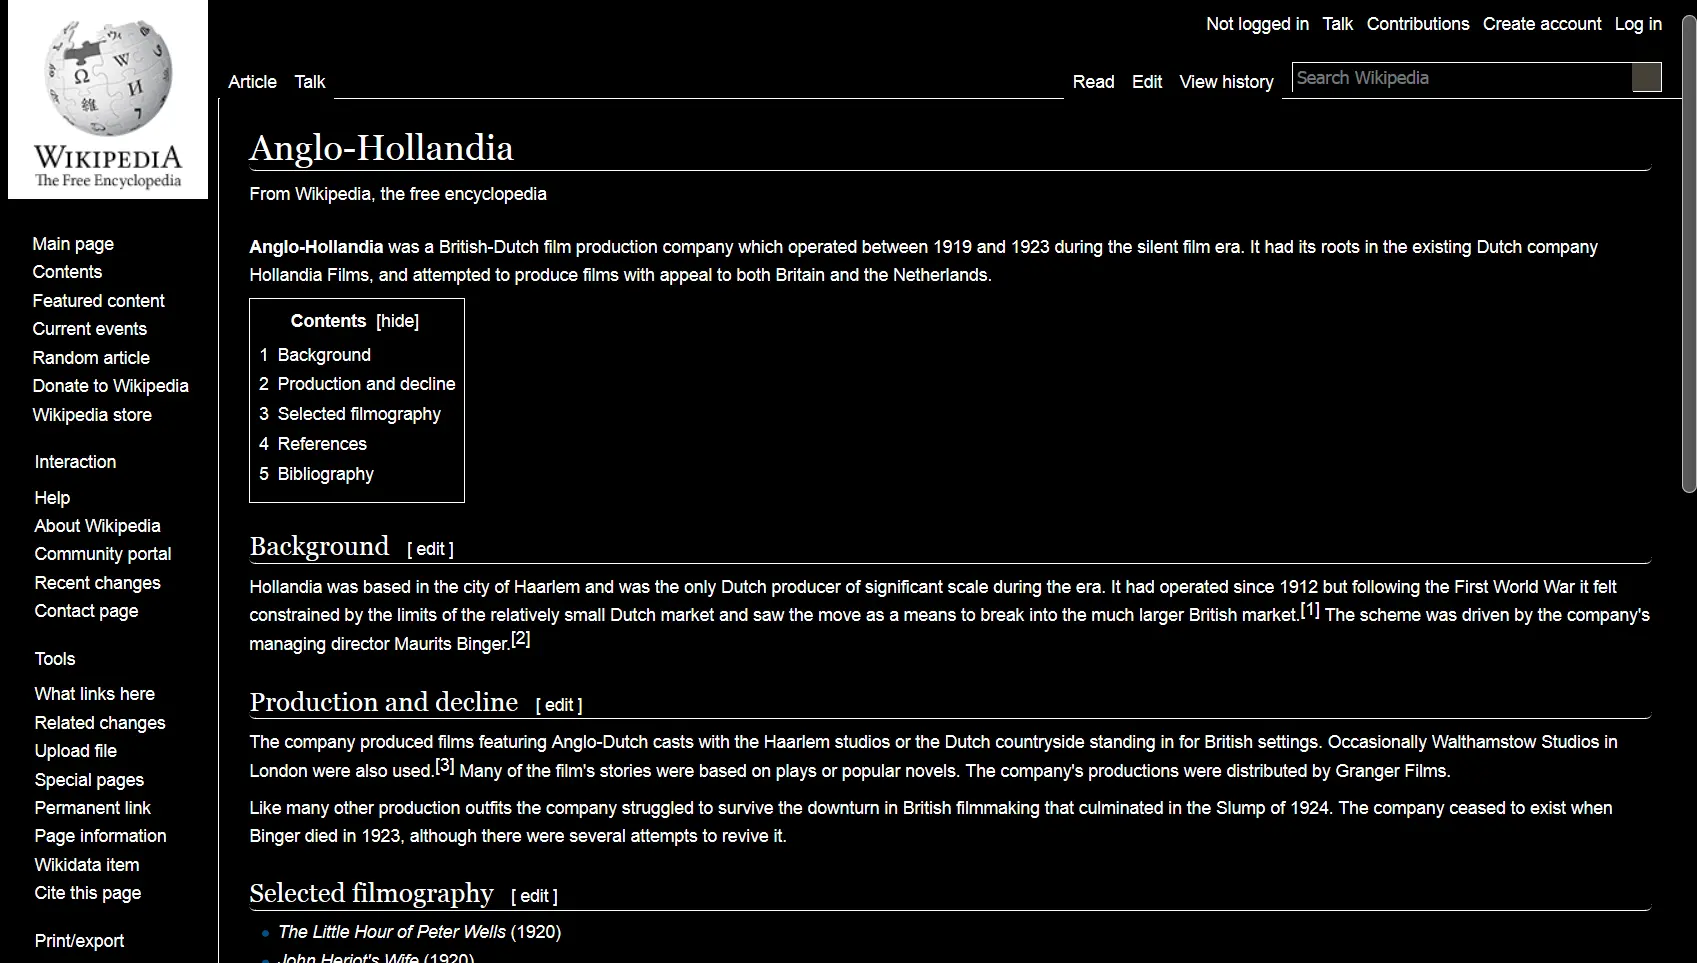 Not logged in Talk Contributions Create account Log in
Article Talk Read Edit View history Search Wikipedia
WIKIPEDIA
The Free Encyclopedia
Main page
Contents
Featured content
Current events
Random article
Donate to Wikipedia
Wikipedia store
Interaction
Help
About Wikipedia
Community portal
Recent changes
Contact page
Tools
What links here
Related changes
Upload file
Special pages
Permanent link
Page information
Wikidata item
Cite this page
Print/export
Anglo-Hollandia
From Wikipedia, the free encyclopedia
Anglo-Hollandia was a British-Dutch film production company which operated between 1919 and 1923 during the silent film era. It had its roots in the existing Dutch company
Hollandia Films, and attempted to produce films with appeal to both Britain and the Netherlands.
Contents [hide]
1 Background
2 Production and decline
3 Selected filmography
4 References
5 Bibliography
Background [ edit ]
Hollandia was based in the city of Haarlem and was the only Dutch producer of significant scale during the era. It had operated since 1912 but following the First World War it felt
constrained by the limits of the relatively small Dutch market and saw the move as a means to break into the much larger British market.[1] The scheme was driven by the company's
managing director Maurits Binger.[2]
Production and decline [ edit ]
The company produced films featuring Anglo-Dutch casts with the Haarlem studios or the Dutch countryside standing in for British settings. Occasionally Walthamstow Studios in
London were also used.[3] Many of the film's stories were based on plays or popular novels. The company's productions were distributed by Granger Films.
Like many other production outfits the company struggled to survive the downturn in British filmmaking that culminated in the Slump of 1924. The company ceased to exist when
Binger died in 1923, although there were several attempts to revive it.
Selected filmography [ edit ]
The Little Hour of Peter Wells (1920)
John Heriot's Wife (1920)